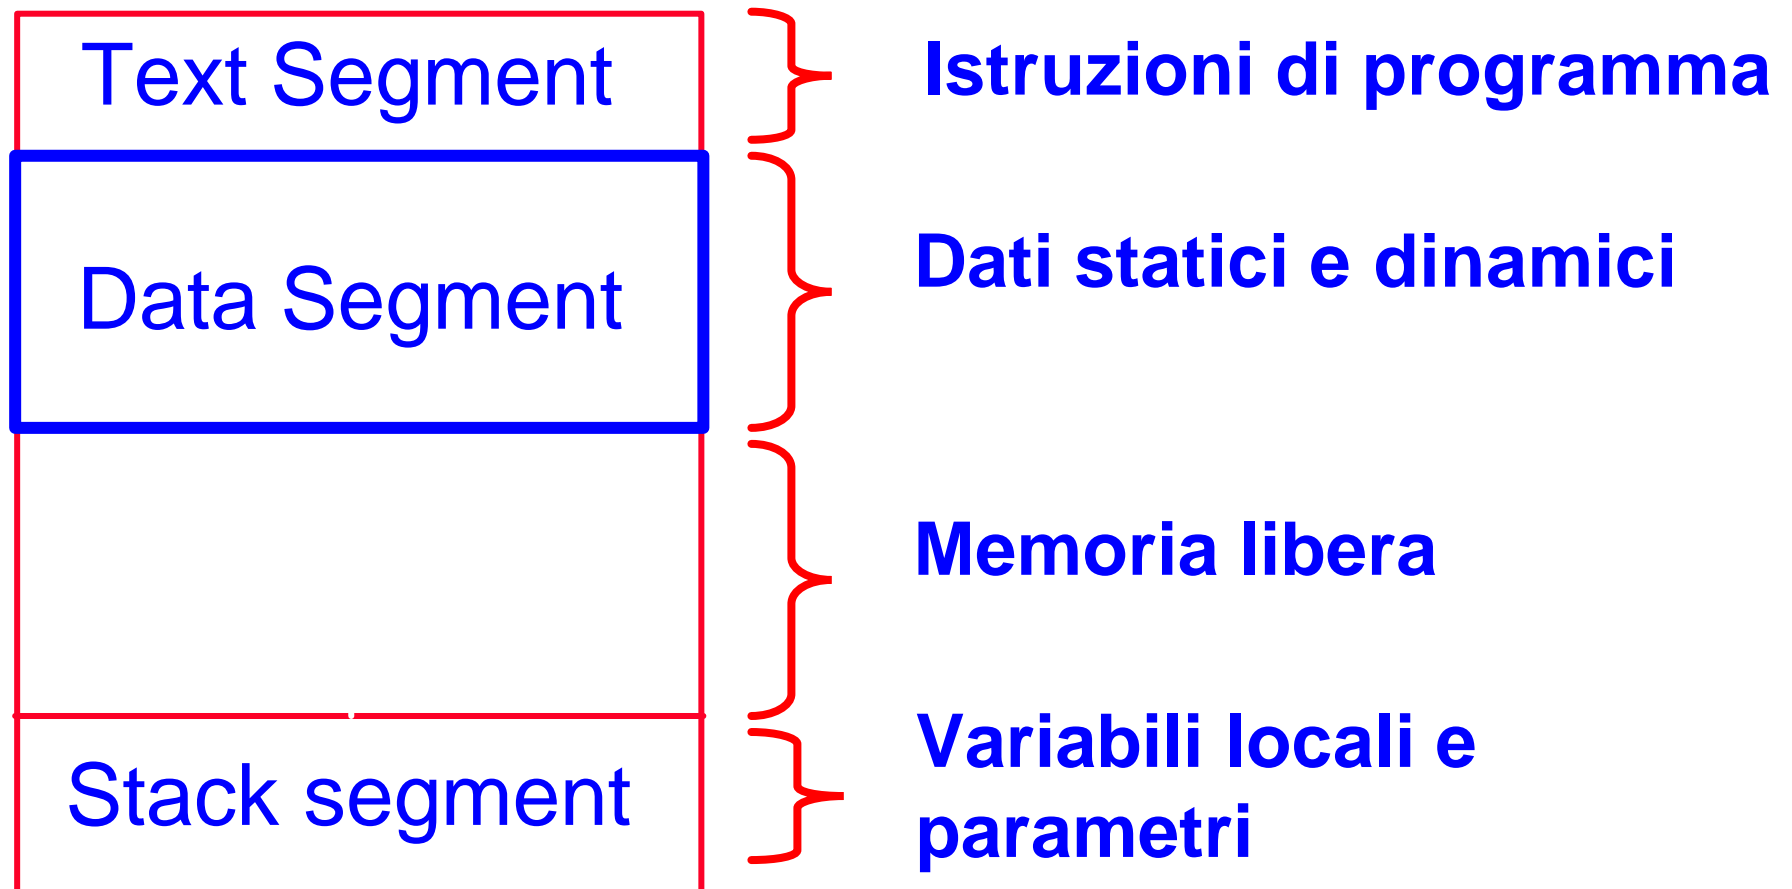 Text Segment
Istruzioni di programma
Data Segment
Dati statici e dinamici
Memoria libera
Stack segment
Variabili locali e
parametri